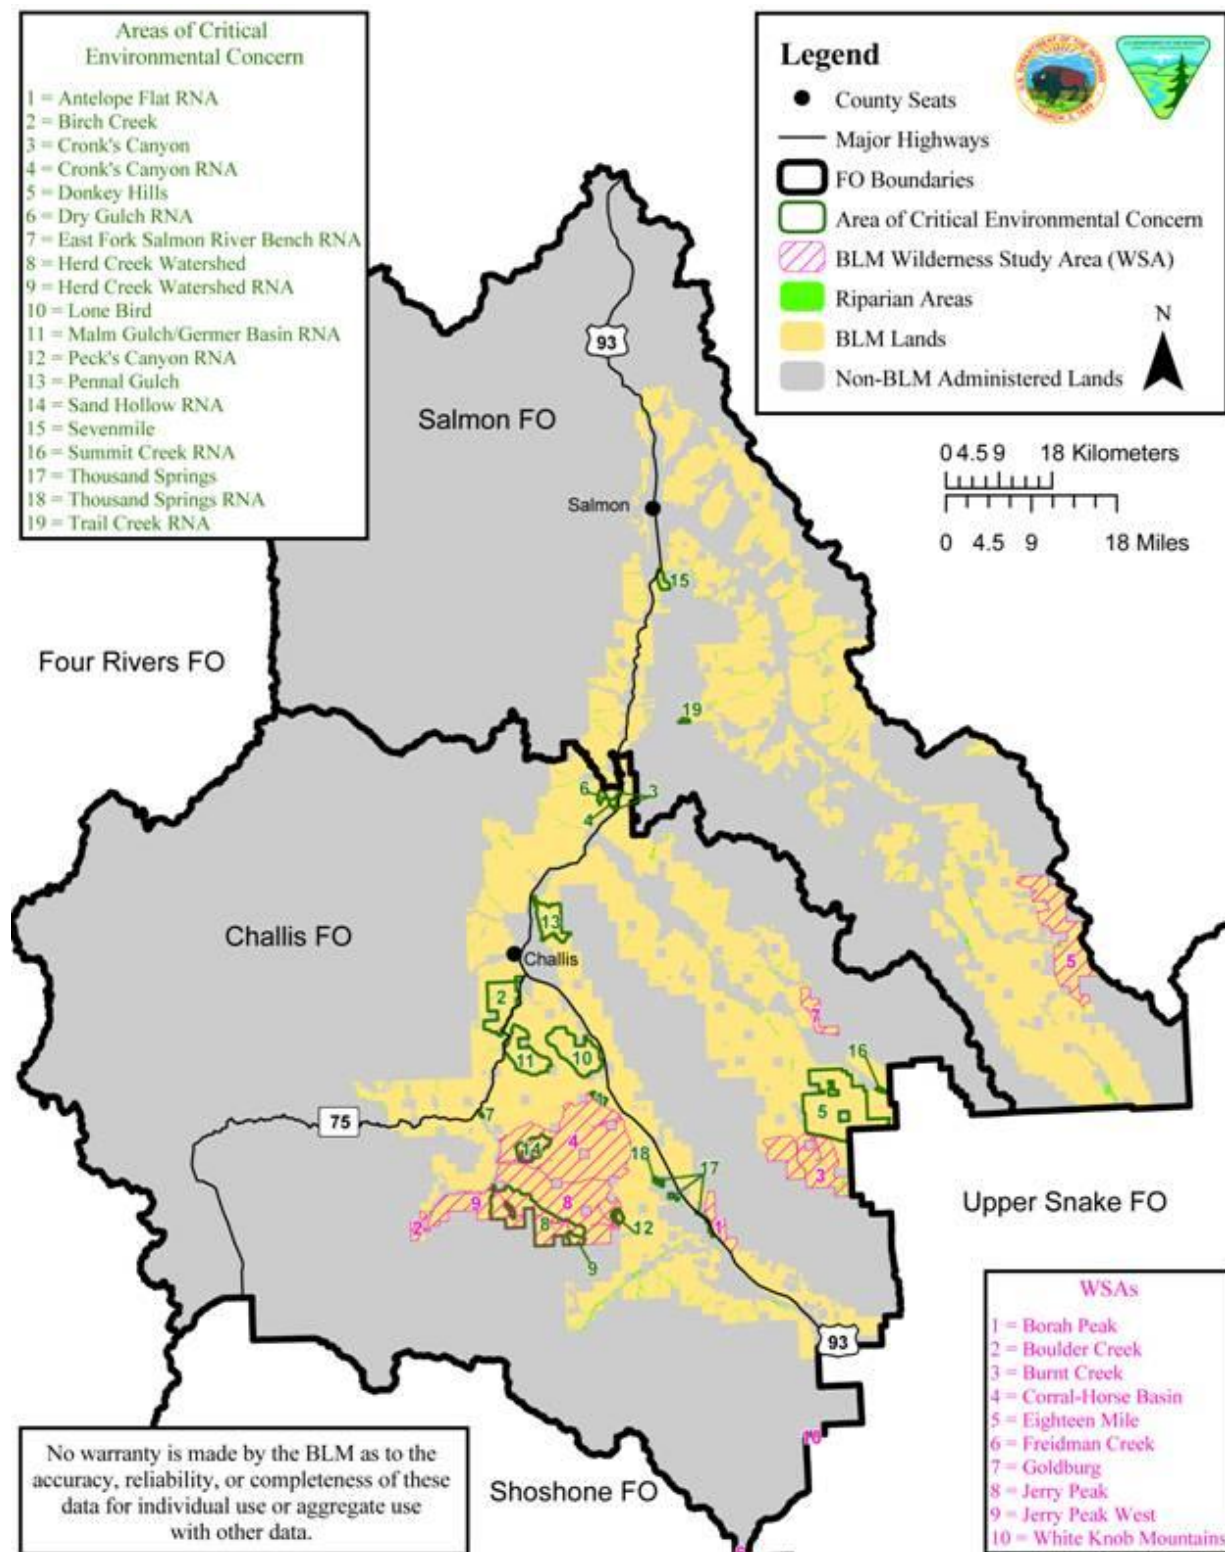 Areas of Critical
Environmental Concern
1 = Antelope Flat RNA
2 = Birch Creek
3 = Cronk's Canyon
4 = Cronk's Canyon RNA
5 = Donkey Hills
6 = Dry Gulch RNA
7 = East Fork Salmon River Bench RNA
8 = Herd Creek Watershed
9 = Herd Creek Watershed RNA
10 = Lone Bird
11 = Malm Gulch/Germer Basin RNA
12 = Peck's Canyon RNA
13 = Pennal Gulch
14 = Sand Hollow RNA
15 = Sevenmile
16 = Summit Creek RNA
17 = Thousand Springs
18 = Thousand Springs RNA
19 = Trail Creek RNA
Legend
U.S. DEPARTMENT OF THE INTERIOR
MARCH 3, 1849
County Seats
Major Highways
FO Boundaries
Area of Critical Environmental Concern
BLM Wilderness Study Area (WSA)
Riparian Areas
BLM Lands
Non-BLM Administered Lands
N
0 4.5 9 18 Kilometers
0 4.5 9 18 Miles
93
Salmon FO
Salmon
15
Four Rivers FO
19
6
3
4
13
Challis FO
Challis
5
2
7
11
10
16
5
75
7
1
4
14
18
17
3
Upper Snake FO
9
8
2
8
12
1
9
93
10
WSAs
1 = Borah Peak
2 = Boulder Creek
3 = Burnt Creek
4 = Corral-Horse Basin
5 = Eighteen Mile
6 = Freidman Creek
7 = Goldburg
8 = Jerry Peak
9 = Jerry Peak West
10 = White Knob Mountains
No warranty is made by the BLM as to the
accuracy, reliability, or completeness of these
data for individual use or aggregate use
with other data.
Shoshone FO